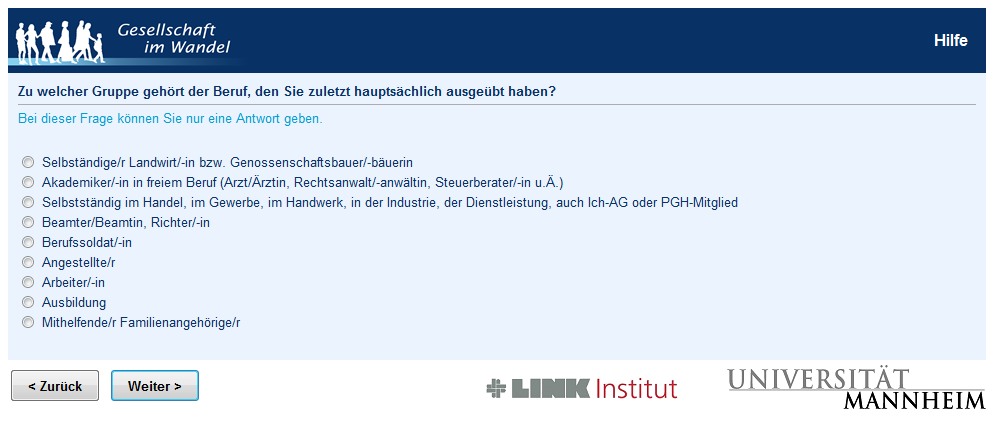 Gesellschaft
im Wandel
Hilfe
Zu welcher Gruppe gehört der Beruf, den Sie zuletzt hauptsächlich ausgeübt haben?
Bei dieser Frage können Sie nur eine Antwort geben.
Selbständige/r Landwirt/-in bzw. Genossenschaftsbauer/-bäuerin
Akademiker/-in in freiem Beruf (Arzt/Ärztin, Rechtsanwalt/-anwältin, Steuerberater/-in u.Ä.)
Selbstständig im Handel, im Gewerbe, im Handwerk, in der Industrie, der Dienstleistung, auch Ich-AG oder PGH-Mitglied
Beamter/Beamtin, Richter/-in
Berufssoldat/-in
Angestellte/r
Arbeiter/-in
Ausbildung
Mithelfende/r Familienangehörige/r
< Zurück
Weiter >
LINK Institut
UNIVERSITÄT
MANNHEIM